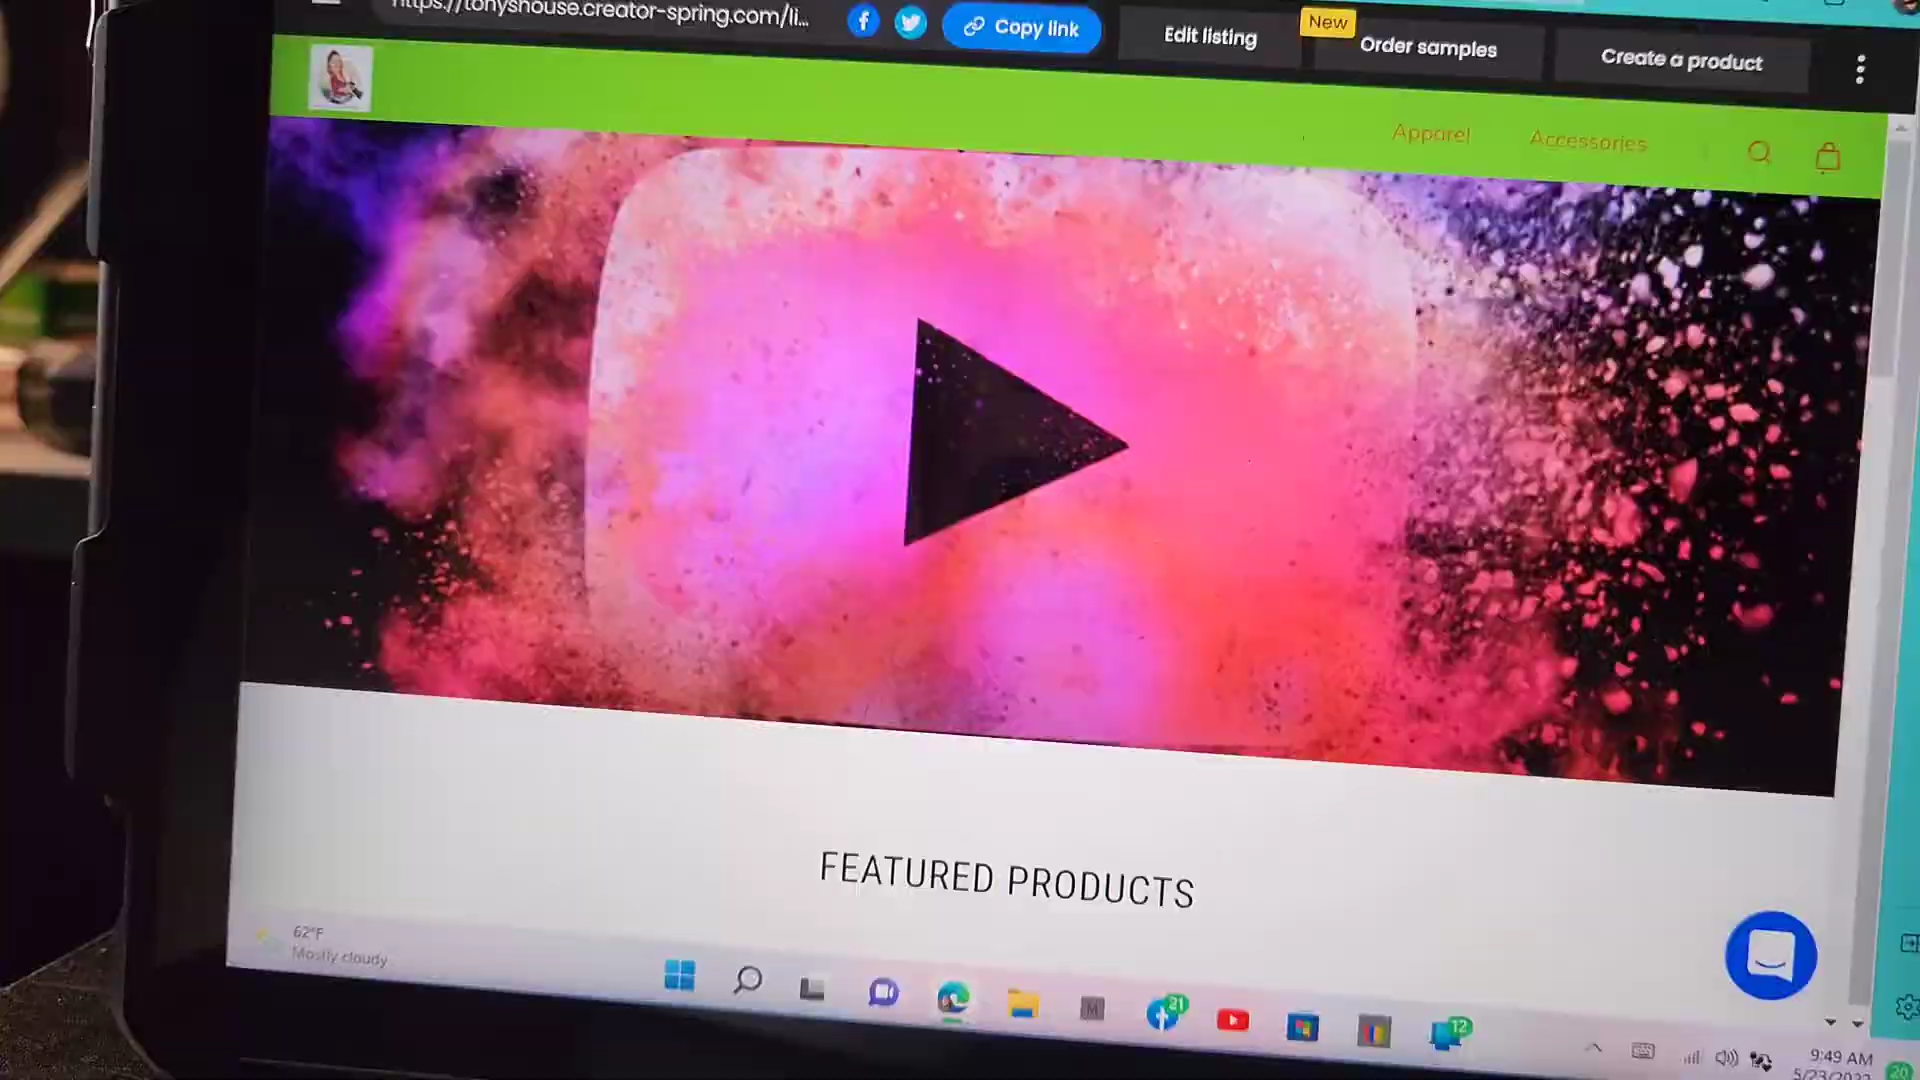 https://tonyshouse.creator-spring.com/li...
Copy link
Edit listing
New
Order samples
Create a product
Apparel
Accessories
FEATURED PRODUCTS
62°F
Mostly cloudy
21
12
9:49 AM
20